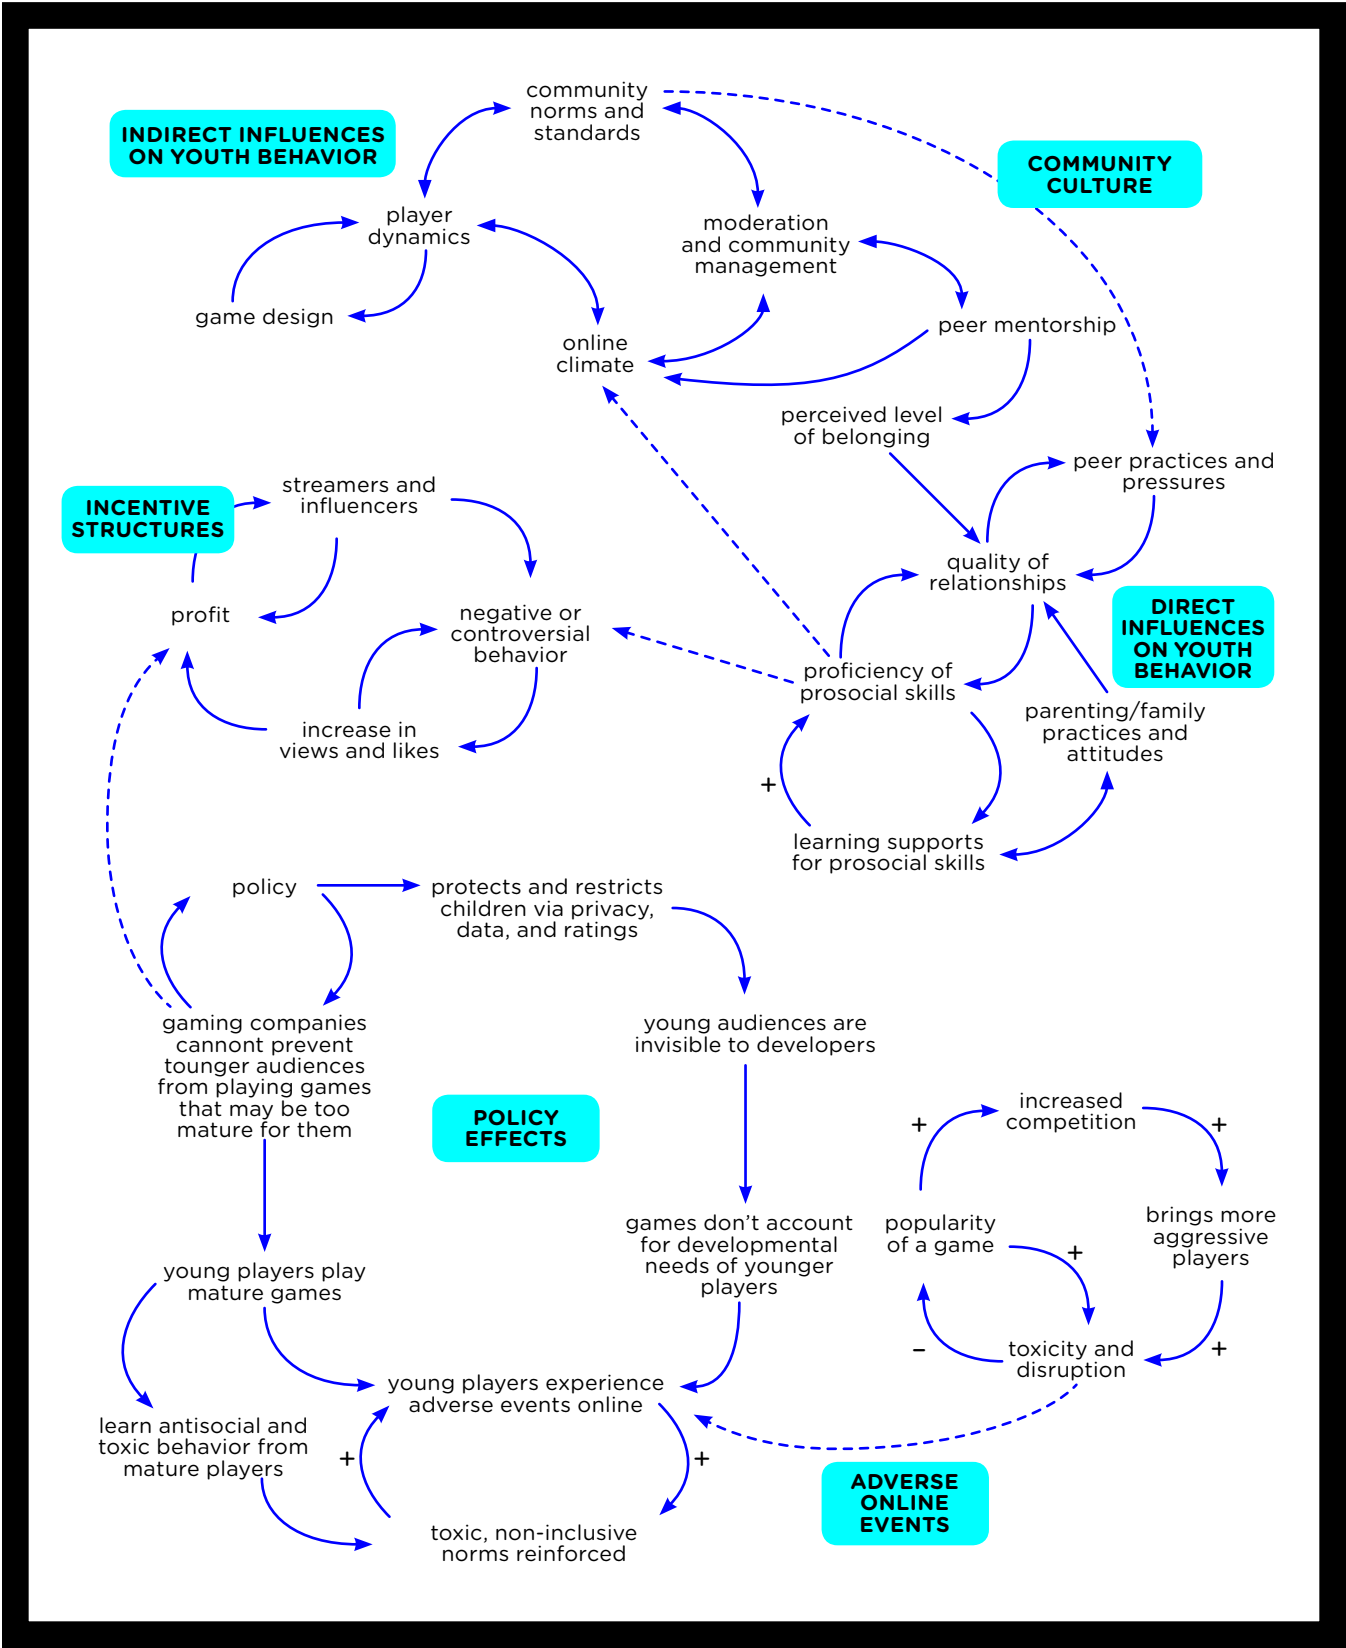 community
norms and
standards
INDIRECT INFLUENCES
ON YOUTH BEHAVIOR
COMMUNITY
CULTURE
player
dynamics
moderation
and community
management
game design
peer mentorship
online
climate
perceived level
of belonging
peer practices and
pressures
streamers and
influencers
INCENTIVE
STRUCTURES
quality of
relationships
profit
negative or
controversial
behavior
DIRECT
INFLUENCES
ON YOUTH
BEHAVIOR
proficiency of
prosocial skills
parenting/family
practices and
attitudes
increase in
views and likes
+
learning supports
for prosocial skills
policy
protects and restricts
children via privacy,
data, and ratings
gaming companies
cannont prevent
tounger audiences
from playing games
that may be too
mature for them
young audiences are
invisible to developers
POLICY
EFFECTS
increased
competition
+
+
games don’t account
for developmental
needs of younger
players
popularity
of a game
+
brings more
aggressive
players
young players play
mature games
toxicity and
disruption
–
+
young players experience
adverse events online
learn antisocial and
toxic behavior from
mature players
+
+
ADVERSE
ONLINE
EVENTS
toxic, non-inclusive
norms reinforced